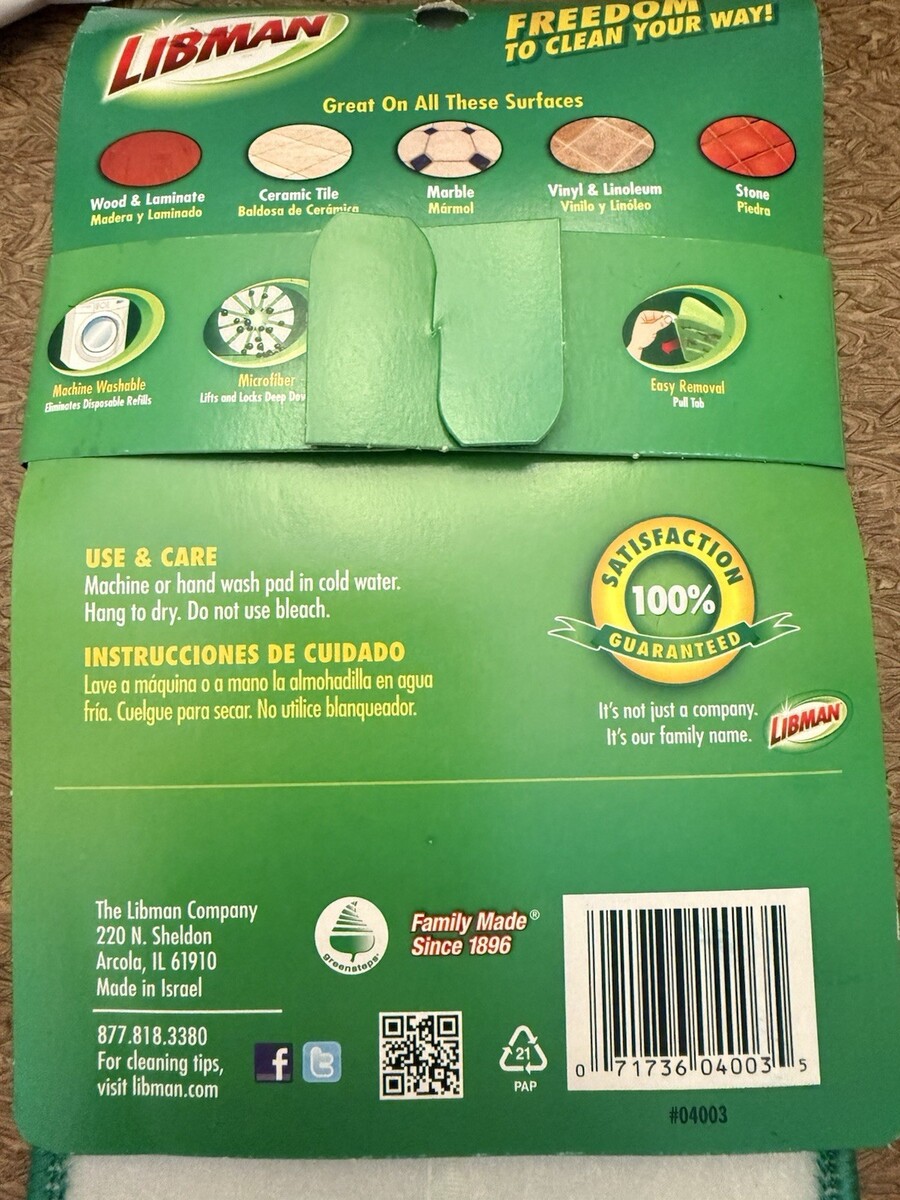 LIBMAN
FREEDOM
TO CLEAN YOUR WAY!
Great On All These Surfaces
Wood & Laminate
Madera y Laminado
Ceramic Tile
Baldosa de Cerámica
Marble
Mármol
Vinyl & Linoleum
Vinilo y Linóleo
Stone
Piedra
Machine Washable
Eliminates Disposable Refills
Microfiber
Lifts and Locks Deep
Easy Removal
Pull Tab
USE & CARE
Machine or hand wash pad in cold water.
Hang to dry. Do not use bleach.
INSTRUCCIONES DE CUIDADO
Lave a máquina o a mano la almohadilla en agua
fría. Cuelgue para secar. No utilice blanqueador.
SATISFACTION
100%
GUARANTEED
It's not just a company.
It's our family name.
LIBMAN
The Libman Company
220 N. Sheldon
Arcola, IL 61910
Made in Israel
877.818.3380
For cleaning tips,
visit libman.com
greensteps
Family Made®
Since 1896
f
t
21
PAP
0 71736 04003 5
#04003